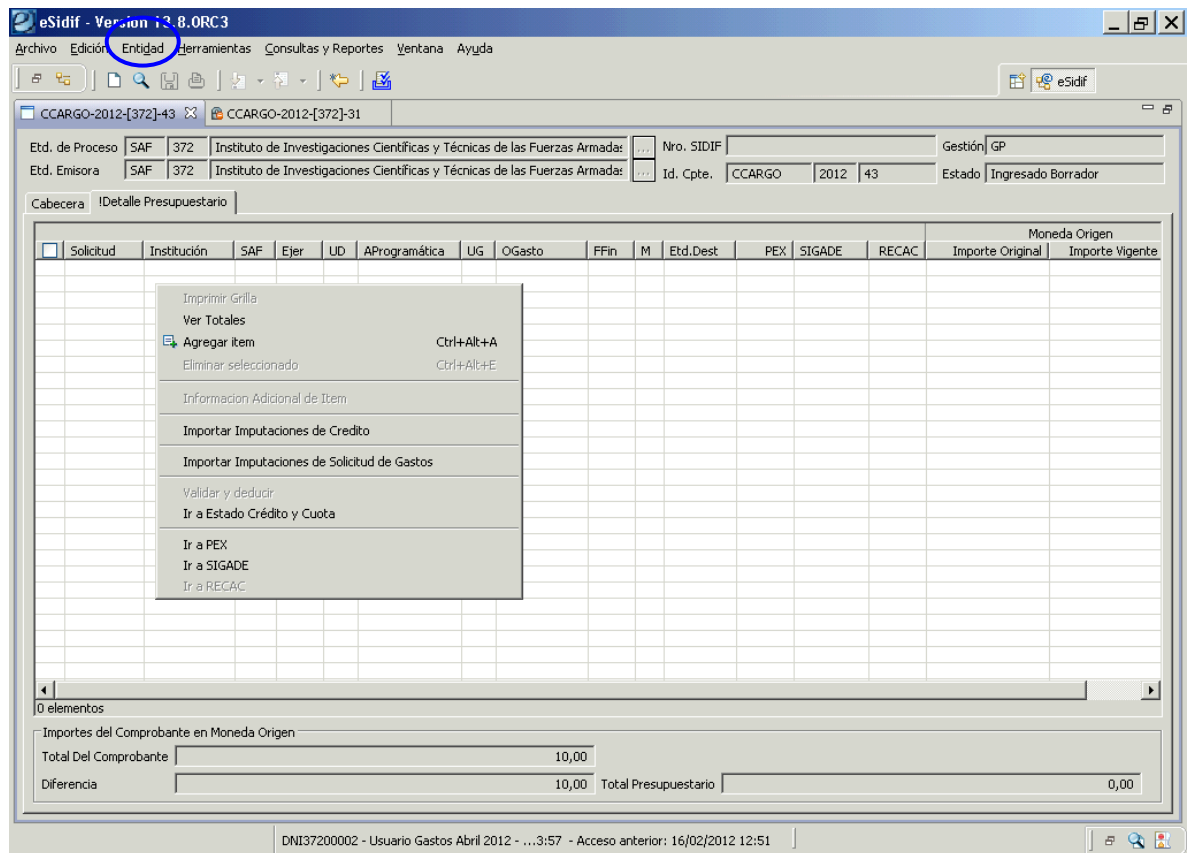 eSidif - Version 13.8.0RC3
Archivo Edición Entidad Herramientas Consultas y Reportes Ventana Ayuda
eSidif
CCARGO-2012-[372]-43 CCARGO-2012-[372]-31
Etd. de Proceso SAF 372 Instituto de Investigaciones Científicas y Técnicas de las Fuerzas Armadas ... Nro. SIDIF Gestión GP
Etd. Emisora SAF 372 Instituto de Investigaciones Científicas y Técnicas de las Fuerzas Armadas ... Id. Cpte. CCARGO 2012 43 Estado Ingresado Borrador
Cabecera !Detalle Presupuestario
Moneda Origen
Solicitud Institución SAF Ejer UD AProgramática UG OGasto FFin M Etd.Dest PEX SIGADE RECAC Importe Original Importe Vigente
Imprimir Grilla
Ver Totales
Agregar item Ctrl+Alt+A
Eliminar seleccionado Ctrl+Alt+E
Informacion Adicional de Item
Importar Imputaciones de Credito
Importar Imputaciones de Solicitud de Gastos
Validar y deducir
Ir a Estado Crédito y Cuota
Ir a PEX
Ir a SIGADE
Ir a RECAC
0 elementos
Importes del Comprobante en Moneda Origen
Total Del Comprobante 10,00
Diferencia 10,00 Total Presupuestario 0,00
DNI37200002 - Usuario Gastos Abril 2012 - ...3:57 - Acceso anterior: 16/02/2012 12:51